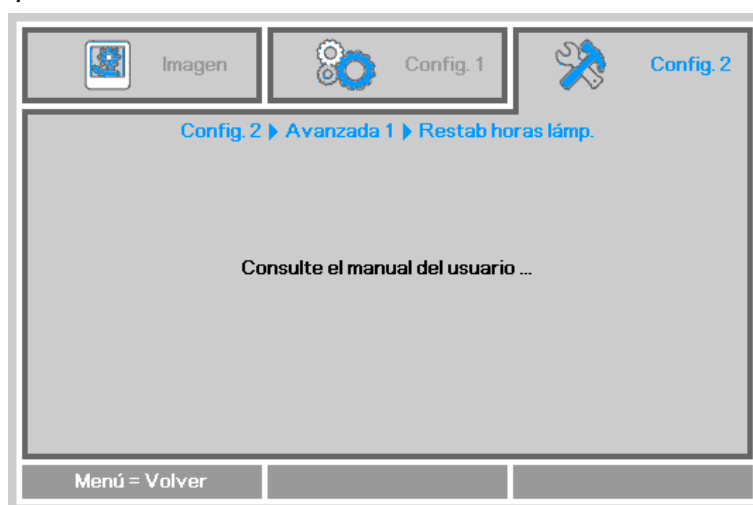 Imagen
Config. 1
Config. 2
Config. 2 ▶ Avanzada 1 ▶ Restab horas lámp.
Consulte el manual del usuario ...
Menú = Volver